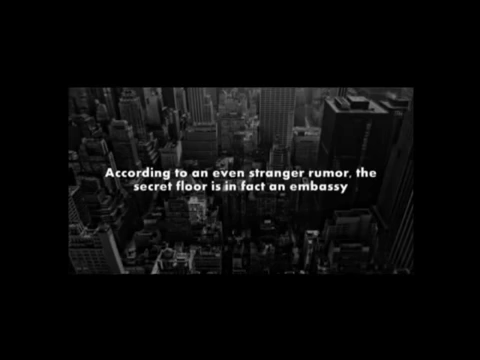 According to an even stranger rumor, the
secret floor is in fact an embassy